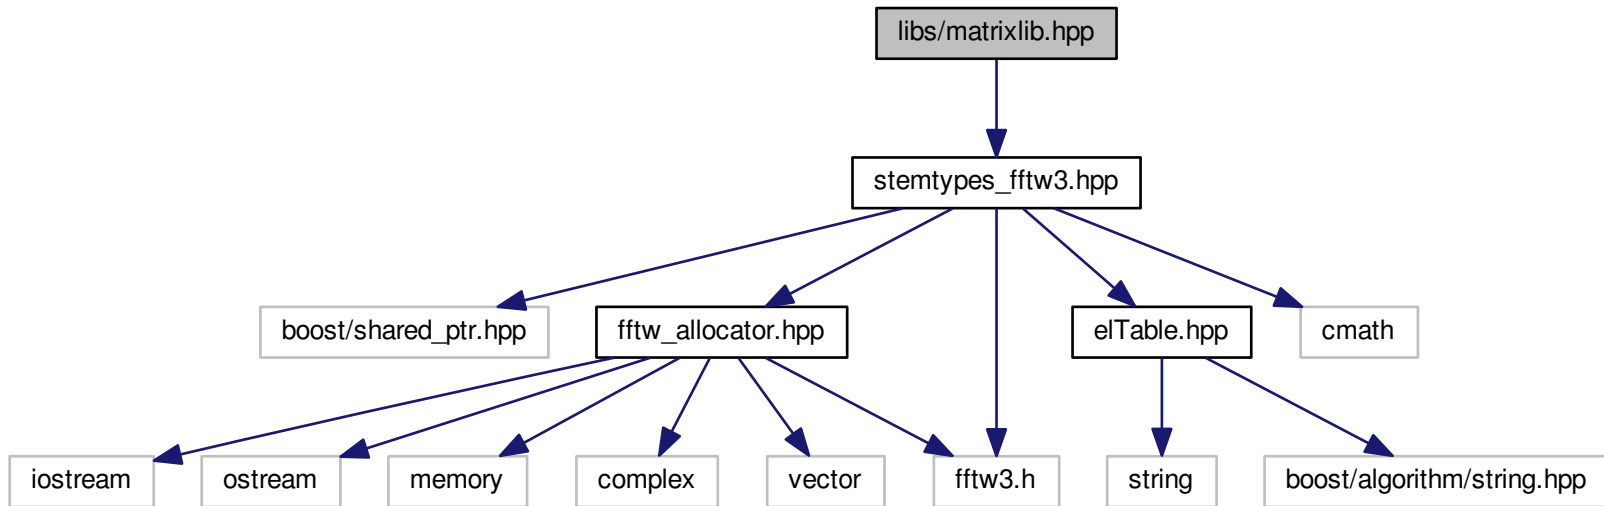 libs/matrixlib.hpp
stemtypes_fftw3.hpp
boost/shared_ptr.hpp
fftw_allocator.hpp
elTable.hpp
cmath
iostream
ostream
memory
complex
vector
fftw3.h
string
boost/algorithm/string.hpp